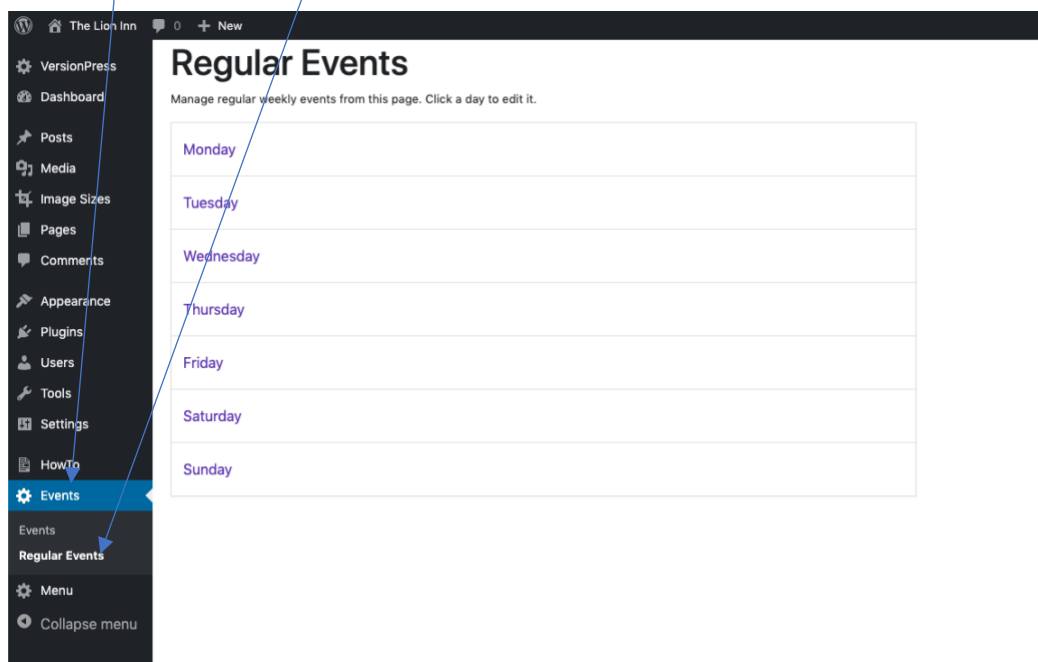 The Lion Inn 0 New
VersionPress
Dashboard
Posts
Media
Image Sizes
Pages
Comments
Appearance
Plugins
Users
Tools
Settings
HowTo
Events
Events
Regular Events
Menu
Collapse menu
Regular Events
Manage regular weekly events from this page. Click a day to edit it.
Monday
Tuesday
Wednesday
Thursday
Friday
Saturday
Sunday